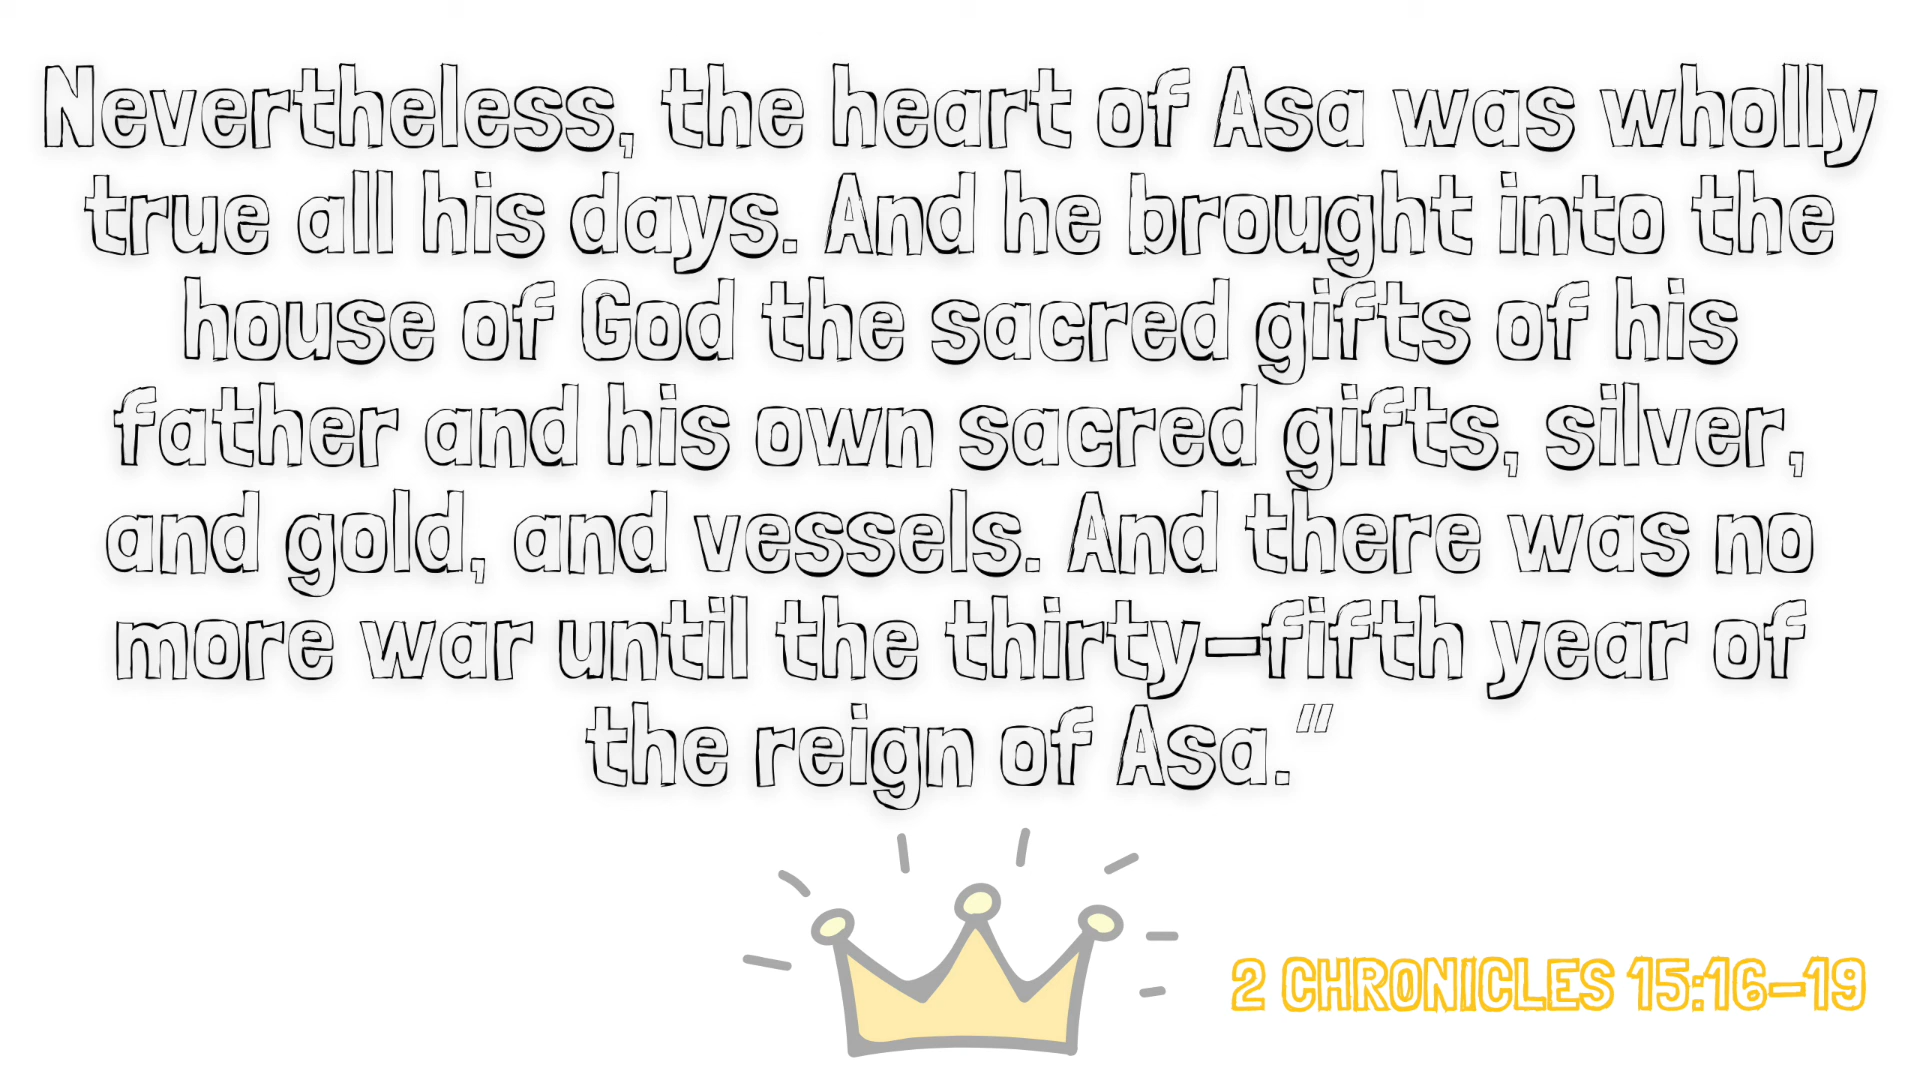 Nevertheless, the heart of Asa was wholly
true all his days. And he brought into the
house of God the sacred gifts of his
father and his own sacred gifts, silver,
and gold, and vessels. And there was no
more war until the thirty-fifth year of
the reign of Asa."
2 CHRONICLES 15:16-19